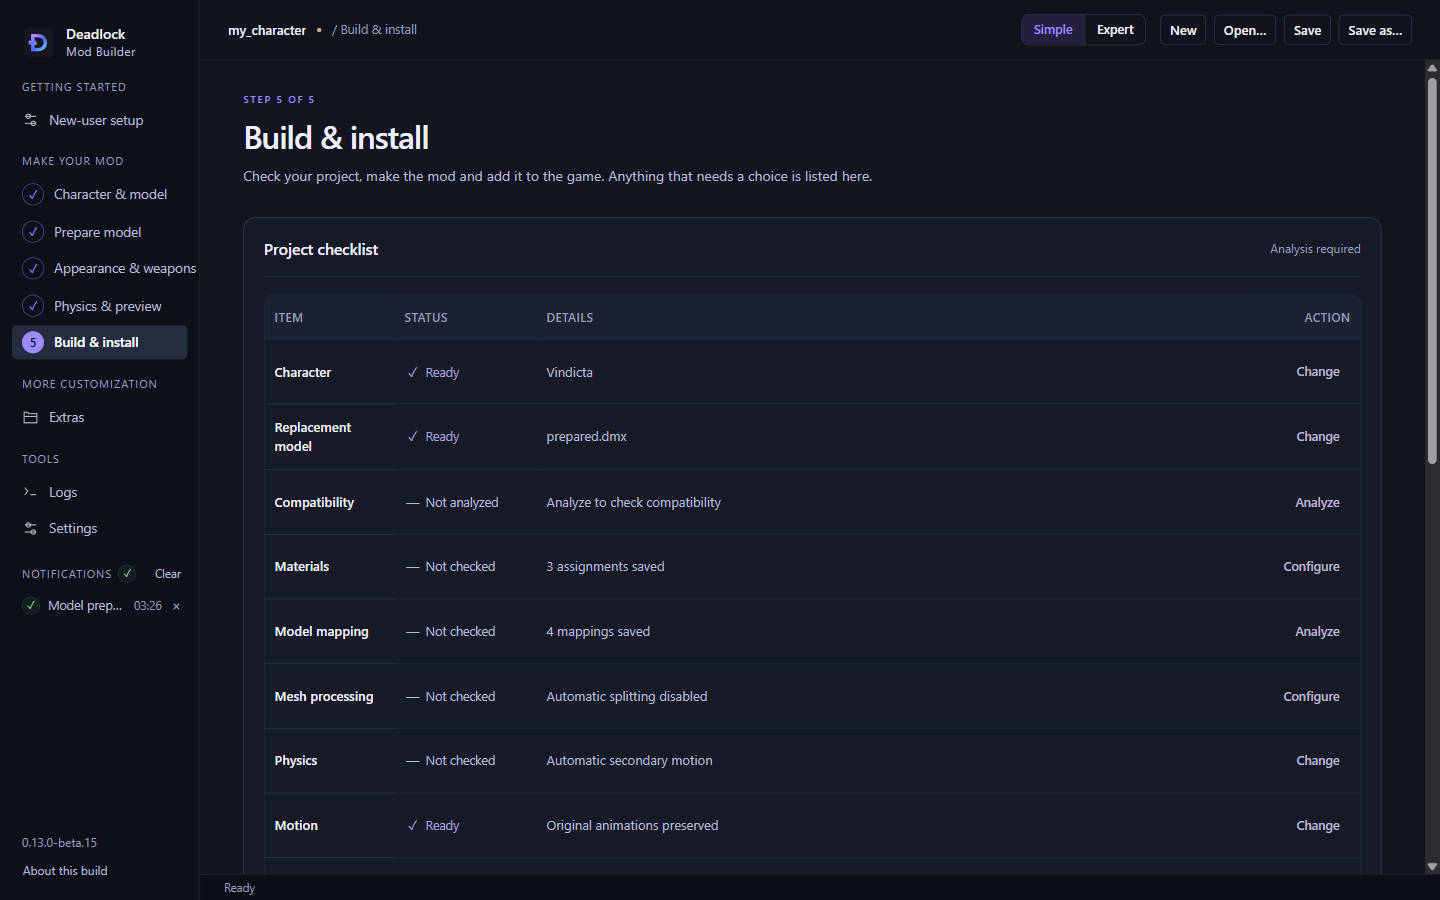 Deadlock
Mod Builder
GETTING STARTED
New-user setup
MAKE YOUR MOD
Character & model
Prepare model
Appearance & weapons
Physics & preview
5 Build & install
MORE CUSTOMIZATION
Extras
TOOLS
Logs
Settings
NOTIFICATIONS ✓ Clear
Model prep... 03:26 ×
0.13.0-beta.15
About this build
my_character • / Build & install
Simple Expert New Open... Save Save as...
STEP 5 OF 5
Build & install
Check your project, make the mod and add it to the game. Anything that needs a choice is listed here.
Project checklist Analysis required
ITEM STATUS DETAILS ACTION
Character ✓ Ready Vindicta Change
Replacement model ✓ Ready prepared.dmx Change
Compatibility — Not analyzed Analyze to check compatibility Analyze
Materials — Not checked 3 assignments saved Configure
Model mapping — Not checked 4 mappings saved Analyze
Mesh processing — Not checked Automatic splitting disabled Configure
Physics — Not checked Automatic secondary motion Change
Motion ✓ Ready Original animations preserved Change
Ready